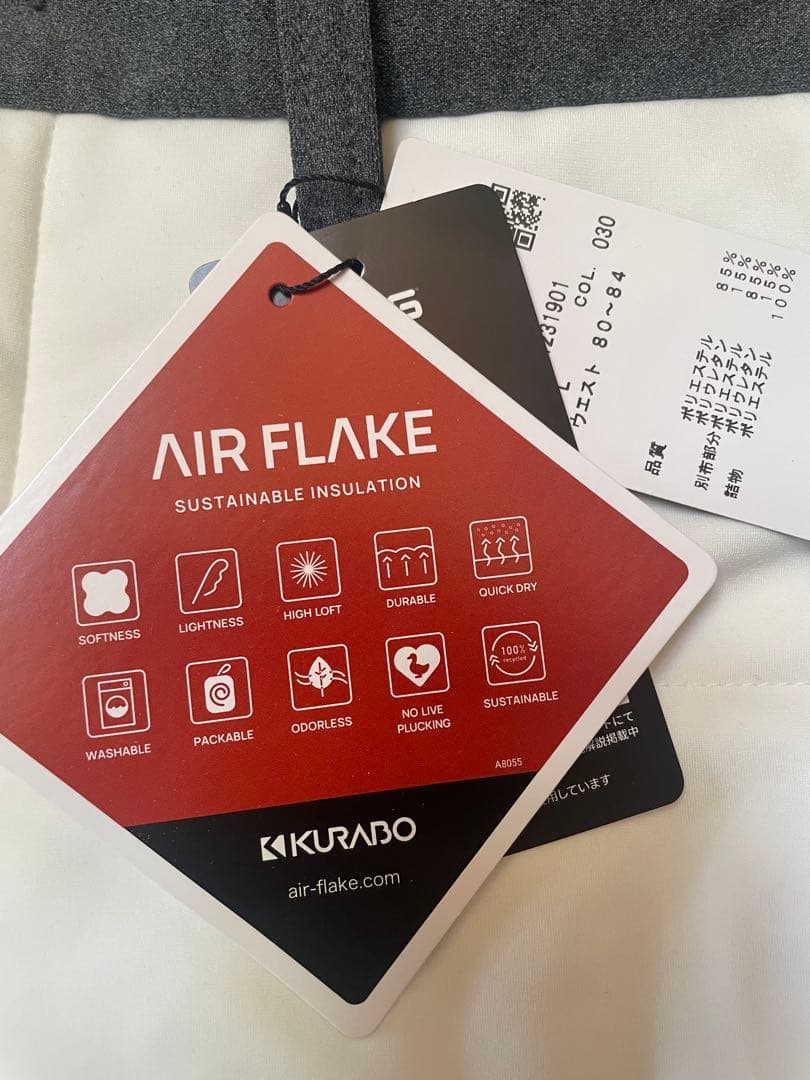 AIR FLAKE
SUSTAINABLE INSULATION
SOFTNESS
LIGHTNESS
HIGH LOFT
DURABLE
QUICK DRY
WASHABLE
PACKABLE
ODORLESS
NO LIVE
PLUCKING
100%
recycled
SUSTAINABLE
A8055
KURABO
air-flake.com
231901
COL. 030
L
ウエスト 80~84
品質
ポリエステル 85%
ポリウレタン 15%
別布部分 ポリエステル 85%
ポリウレタン 15%
詰物 ポリエステル 100%
トにて
解説掲載中
用しています